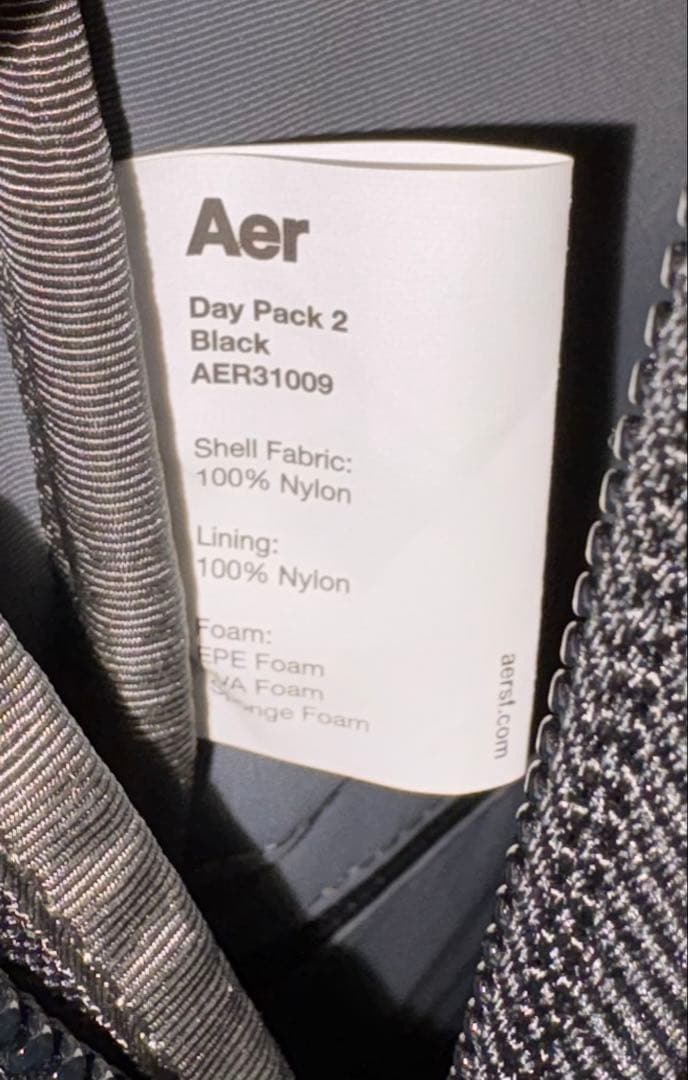 Aer
Day Pack 2
Black
AER31009
Shell Fabric:
100% Nylon
Lining:
100% Nylon
Foam:
EPE Foam
Foam
Foam
aersf.com